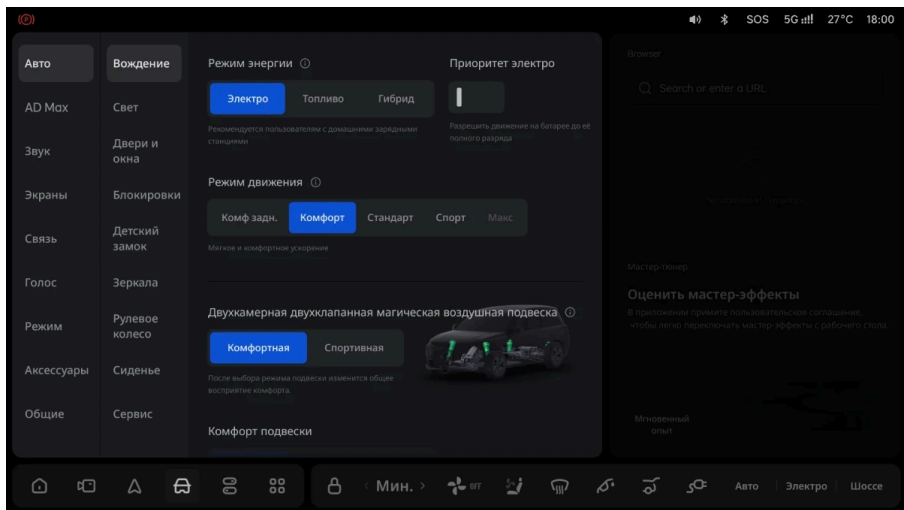 (P)
SOS 5G 27°C 18:00
Авто
AD Max
Звук
Экраны
Связь
Голос
Режим
Аксессуары
Общие
Вождение
Свет
Двери и
окна
Блокировки
Детский
замок
Зеркала
Рулевое
колесо
Сиденье
Сервис
Режим энергии
Электро Топливо Гибрид
Рекомендуется пользователям с домашними зарядными
станциями
Приоритет электро
Разрешить движение на батарее до её
полного разряда
Режим движения
Комф задн. Комфорт Стандарт Спорт Макс
Мягкое и комфортное ускорение
Двухкамерная двухклапанная магическая воздушная подвеска
Комфортная Спортивная
После выбора режима подвески изменится общее
восприятие комфорта.
Комфорт подвески
Browser
Search or enter a URL
Мастер-тюнер
Оценить мастер-эффекты
В приложении примите пользовательское соглашение,
чтобы легко переключать мастер-эффекты с рабочего стола.
Мгновенный
опыт
< Мин. > OFF Авто Электро Шоссе